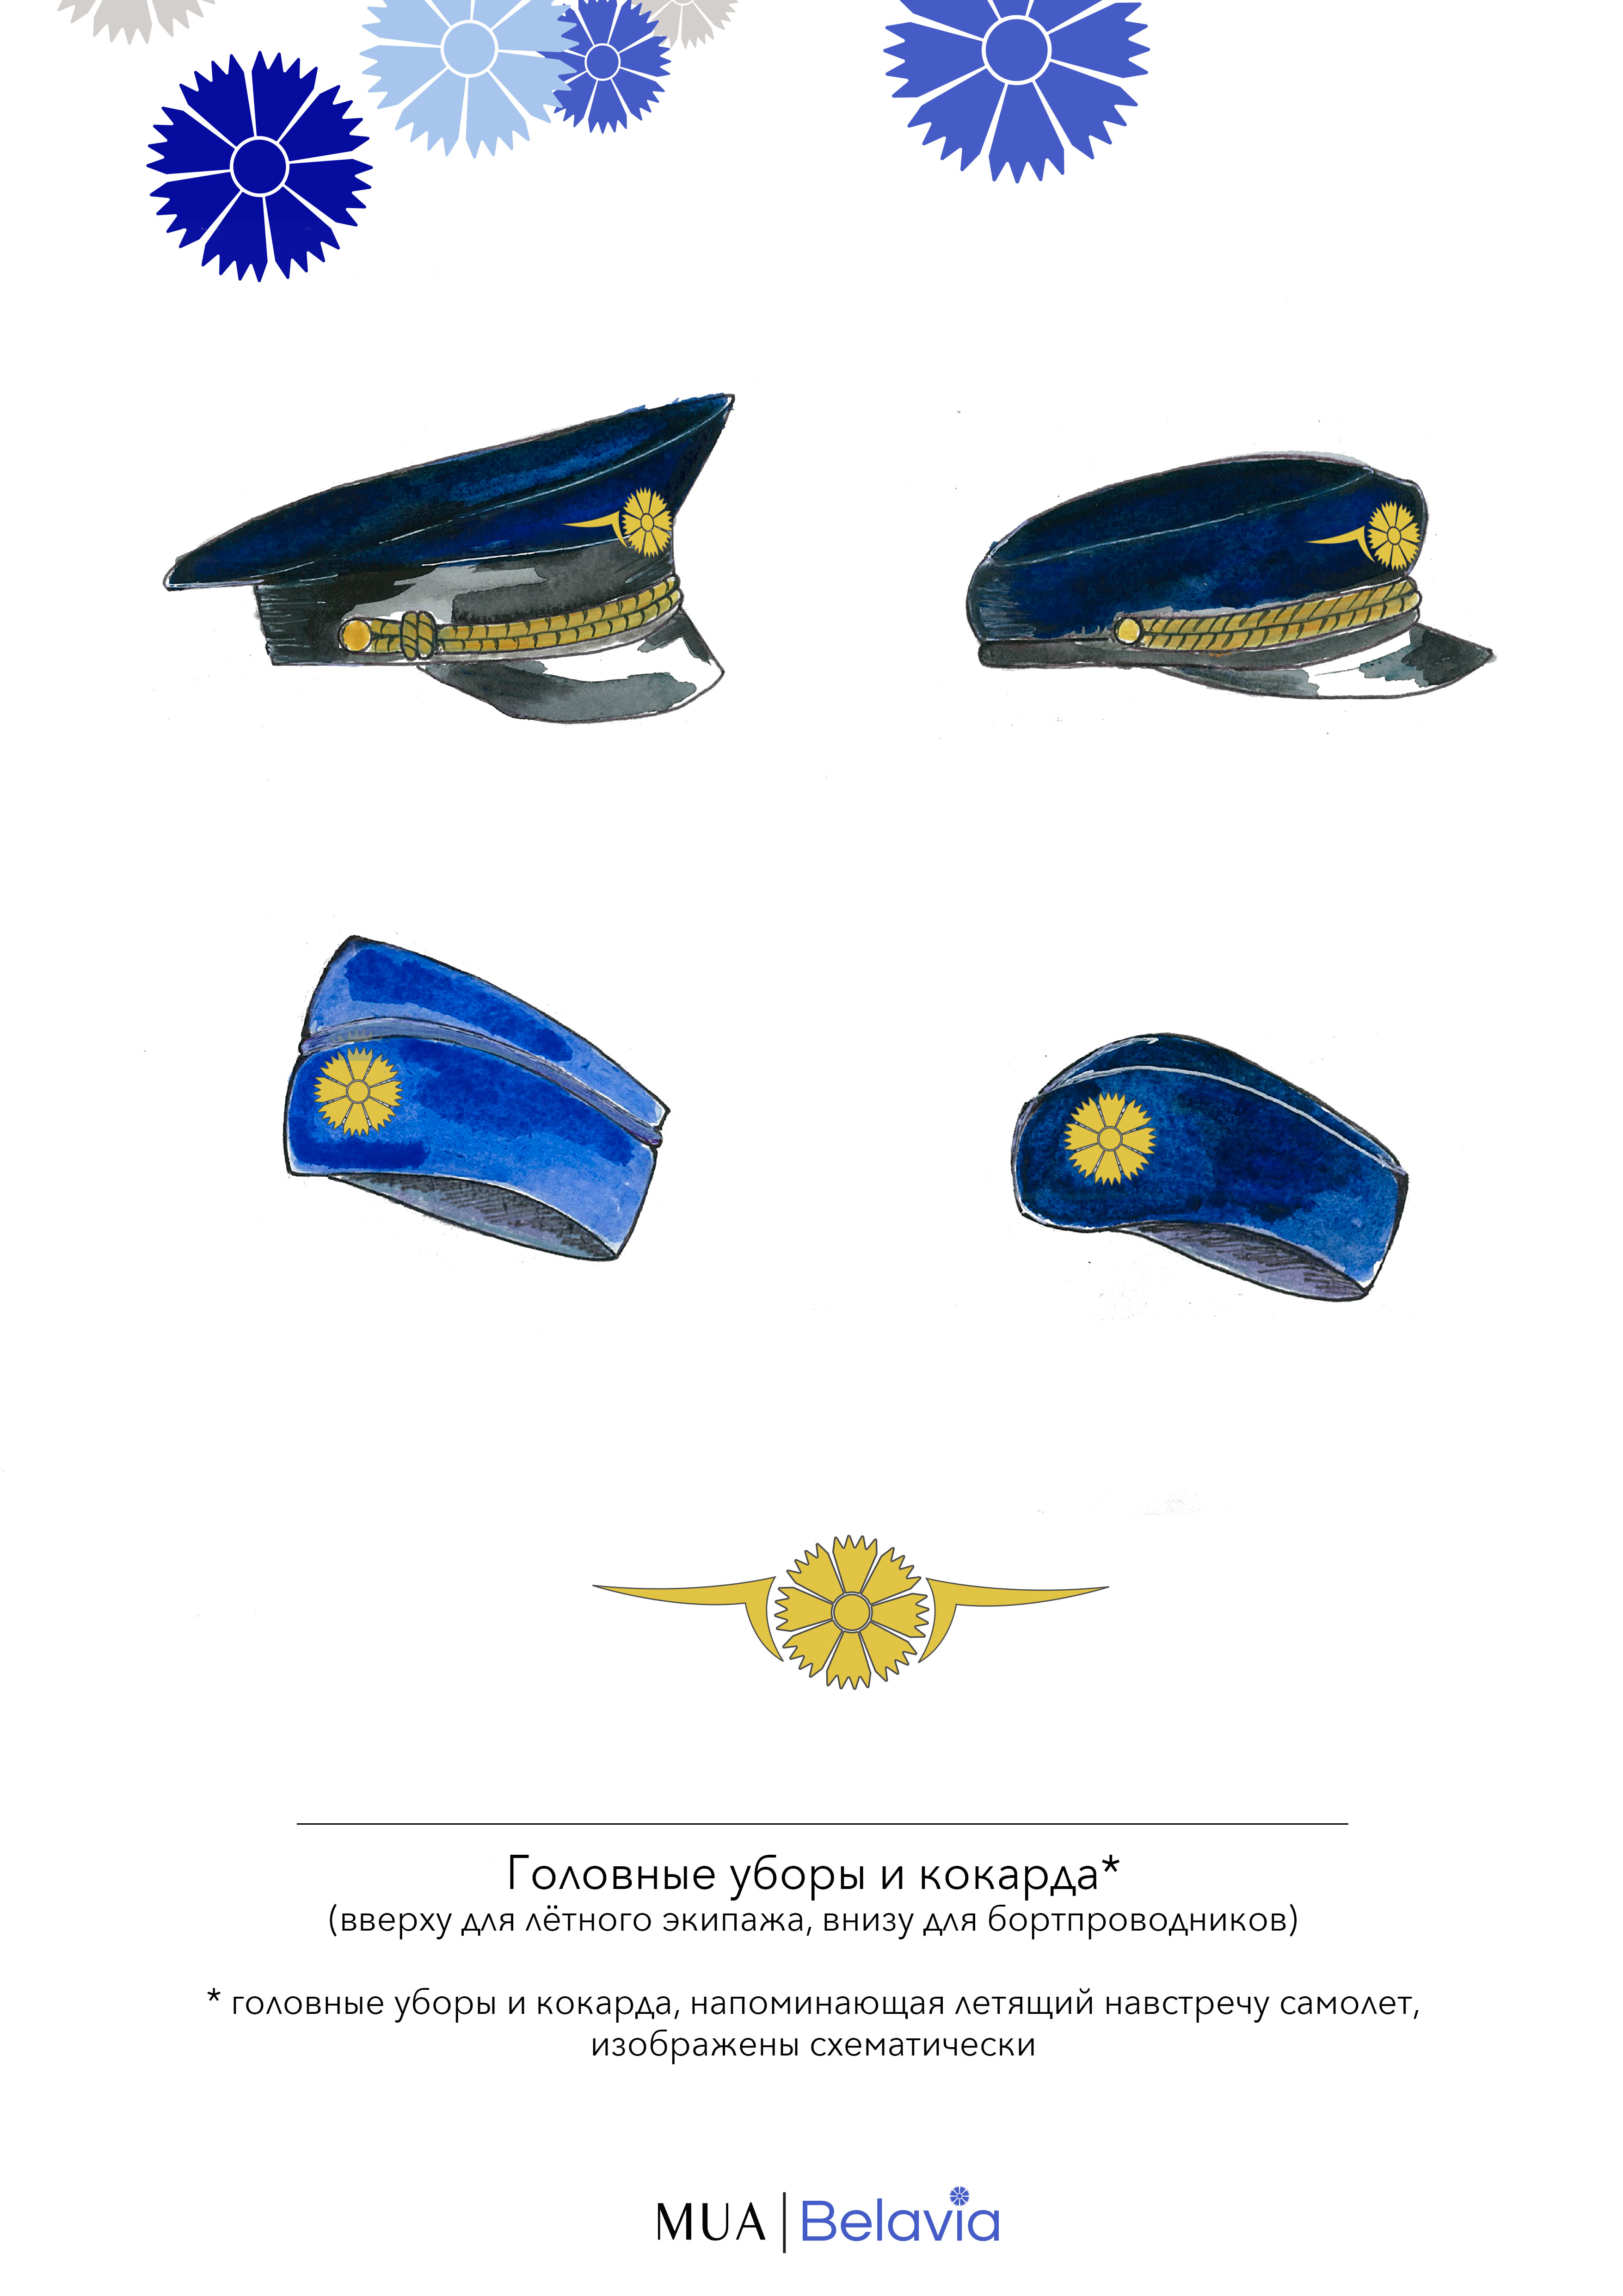 Головные уборы и кокарда*
(вверху для лётного экипажа, внизу для бортпроводников)
* головные уборы и кокарда, напоминающая летящий навстречу самолет,
изображены схематически
MUA | Belavia